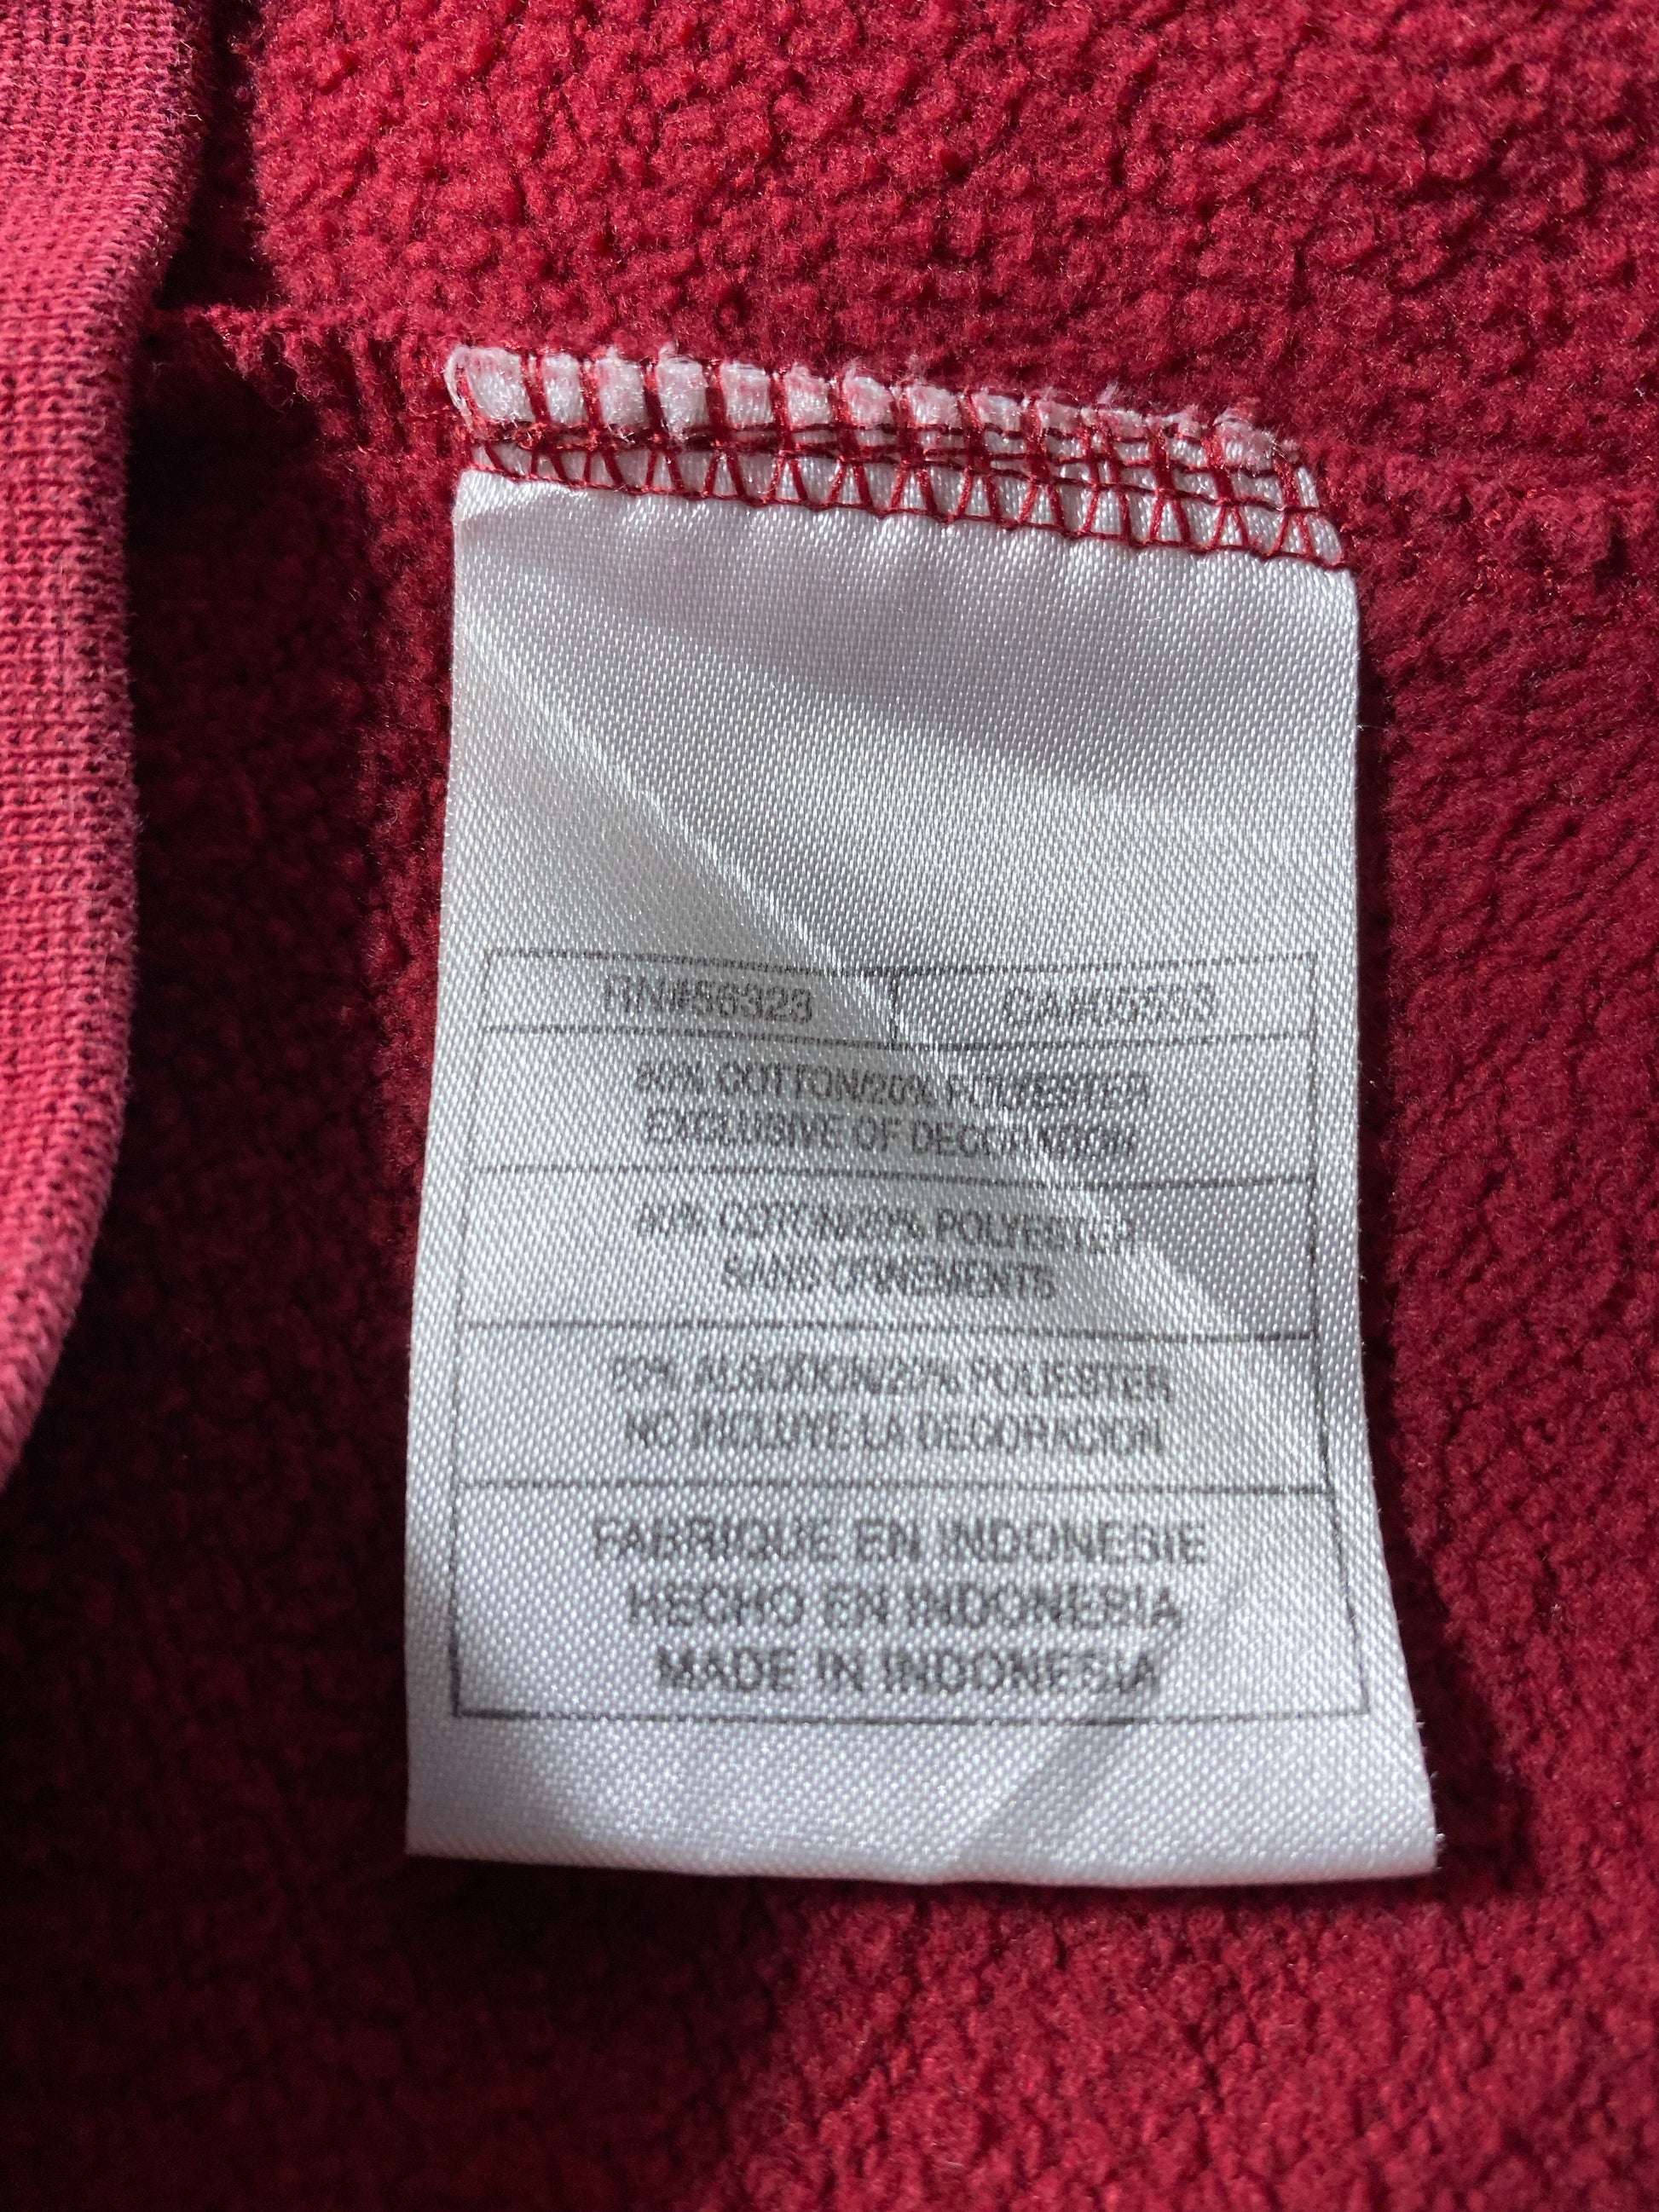 RN#56323 CA#05553
80% COTTON/20% POLYESTER
EXCLUSIVE OF DECORATION
80% COTON/20% POLYESTER
SANS ORNEMENTS
80% ALGODON/20% POLIESTER
NO INCLUYE LA DECORACION
FABRIQUE EN INDONESIE
HECHO EN INDONESIA
MADE IN INDONESIA